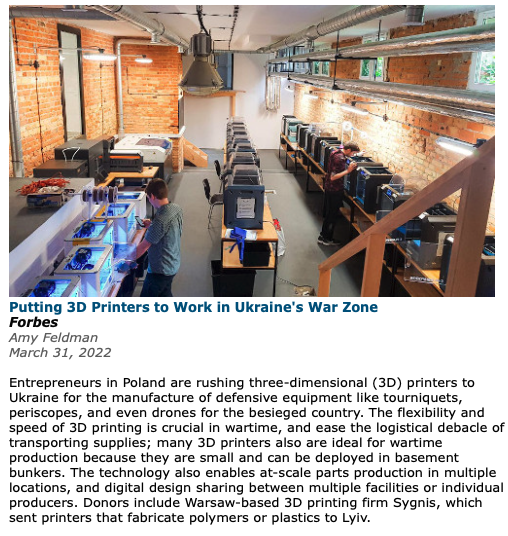 Putting 3D Printers to Work in Ukraine's War Zone
Forbes
Amy Feldman
March 31, 2022
Entrepreneurs in Poland are rushing three-dimensional (3D) printers to
Ukraine for the manufacture of defensive equipment like tourniquets,
periscopes, and even drones for the besieged country. The flexibility and
speed of 3D printing is crucial in wartime, and ease the logistical debacle of
transporting supplies; many 3D printers also are ideal for wartime
production because they are small and can be deployed in basement
bunkers. The technology also enables at-scale parts production in multiple
locations, and digital design sharing between multiple facilities or individual
producers. Donors include Warsaw-based 3D printing firm Sygnis, which
sent printers that fabricate polymers or plastics to Lyiv.